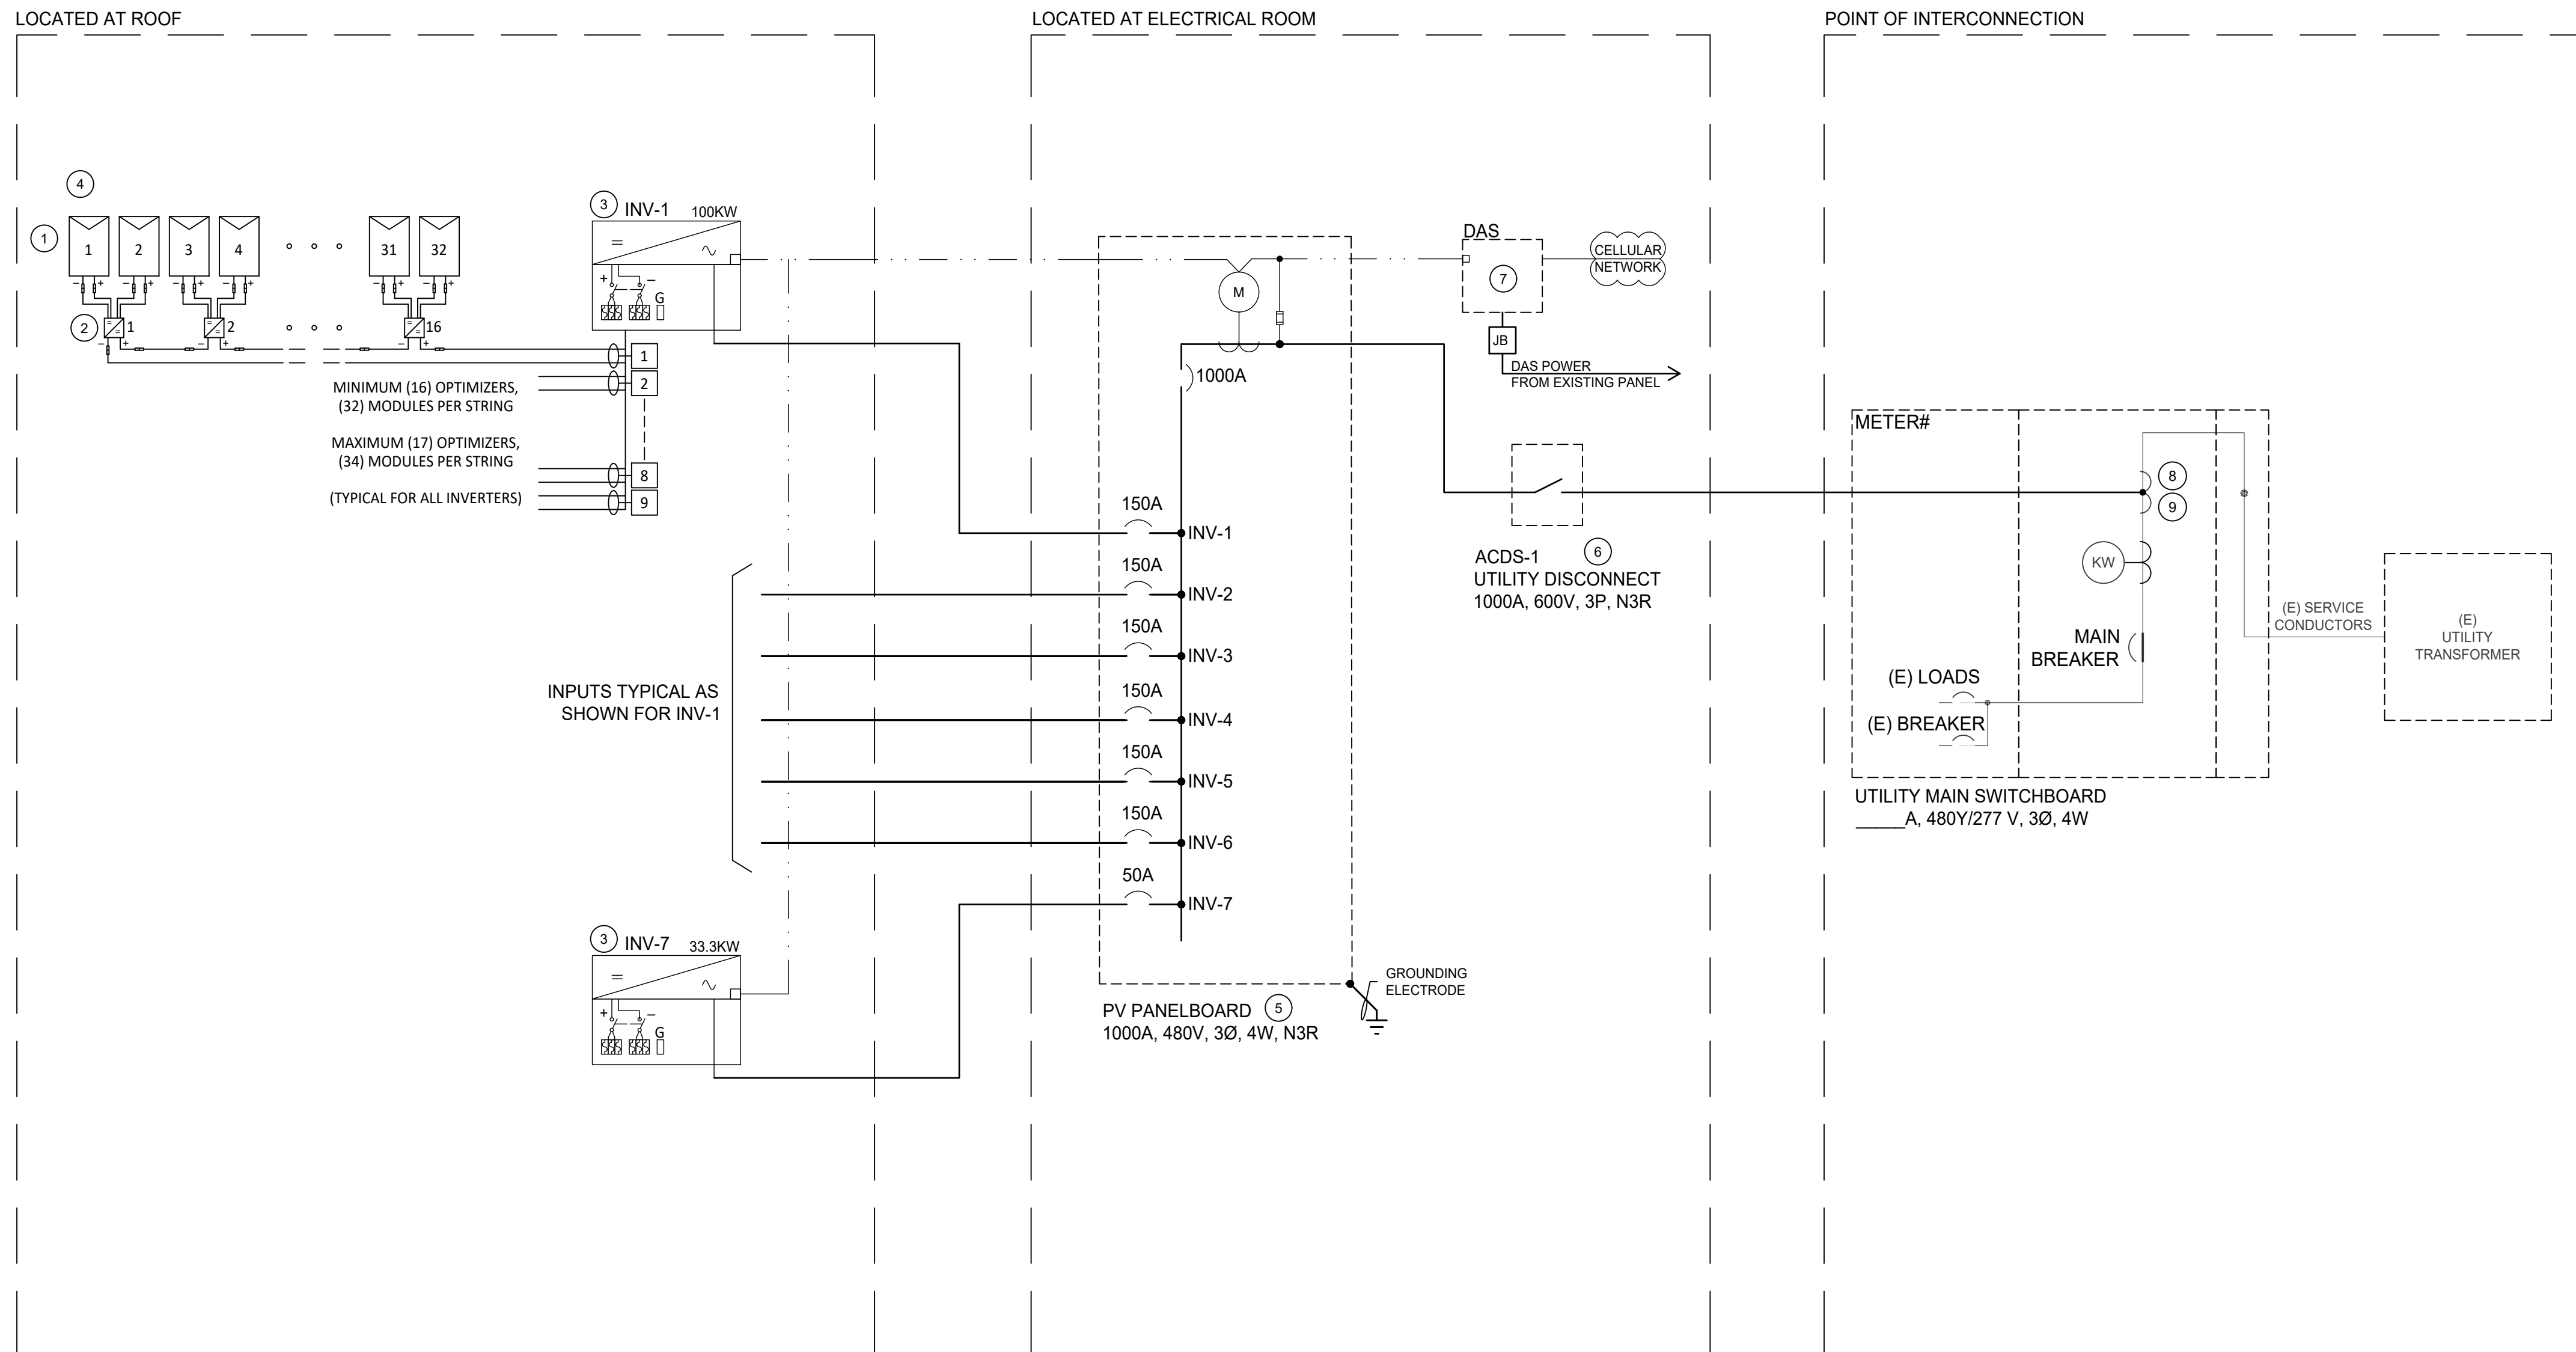 LOCATED AT ROOF
LOCATED AT ELECTRICAL ROOM
POINT OF INTERCONNECTION
4
1
1
2
3
4
31
32
− +
− +
− +
− +
− +
− +
2
1
2
16
− +
− +
− +
3
INV-1
100KW
+
−
G
1
2
8
9
MINIMUM (16) OPTIMIZERS,
(32) MODULES PER STRING
MAXIMUM (17) OPTIMIZERS,
(34) MODULES PER STRING
(TYPICAL FOR ALL INVERTERS)
INPUTS TYPICAL AS
SHOWN FOR INV-1
3
INV-7
33.3KW
+
−
G
M
1000A
150A
INV-1
150A
INV-2
150A
INV-3
150A
INV-4
150A
INV-5
150A
INV-6
50A
INV-7
PV PANELBOARD
5
1000A, 480V, 3Ø, 4W, N3R
GROUNDING
ELECTRODE
DAS
7
CELLULAR
NETWORK
JB
DAS POWER
FROM EXISTING PANEL
ACDS-1
6
UTILITY DISCONNECT
1000A, 600V, 3P, N3R
METER#
8
9
KW
MAIN
BREAKER
(E) LOADS
(E) BREAKER
UTILITY MAIN SWITCHBOARD
_____A, 480Y/277 V, 3Ø, 4W
(E) SERVICE
CONDUCTORS
(E)
UTILITY
TRANSFORMER